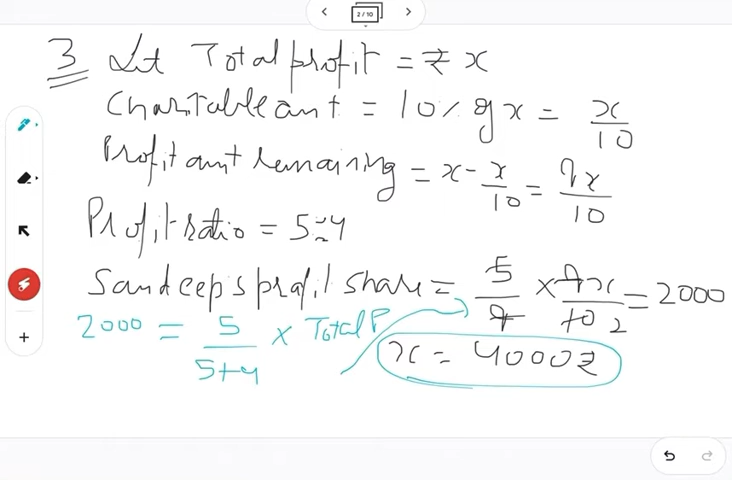 2 / 10
3 Let Total profit = ₹ x
Charitable amt = 10% of x = x/10
Profit amt remaining = x - x/10 = 9x/10
Profit ratio = 5:4
Sandeep's profit share = 5/9 × 9x/10 2 = 2000
2000 = 5/5+4 × Total P
x = 4000₹